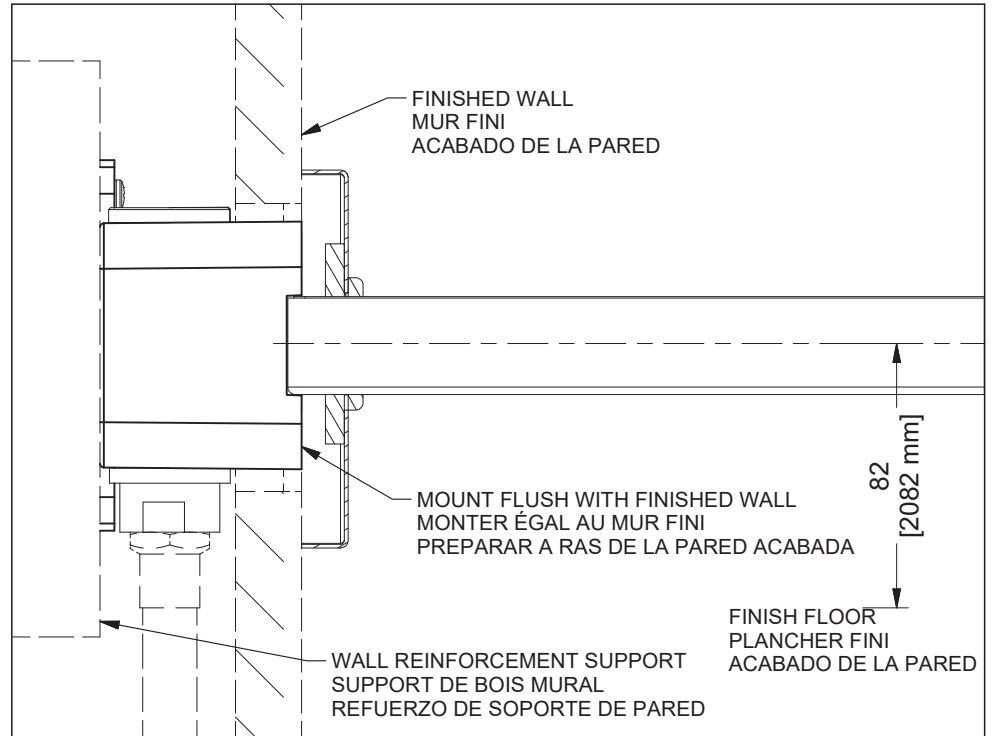 FINISHED WALL
MUR FINI
ACABADO DE LA PARED
MOUNT FLUSH WITH FINISHED WALL
MONTER ÉGAL AU MUR FINI
PREPARAR A RAS DE LA PARED ACABADA
82
[2082 mm]
FINISH FLOOR
PLANCHER FINI
ACABADO DE LA PARED
WALL REINFORCEMENT SUPPORT
SUPPORT DE BOIS MURAL
REFUERZO DE SOPORTE DE PARED